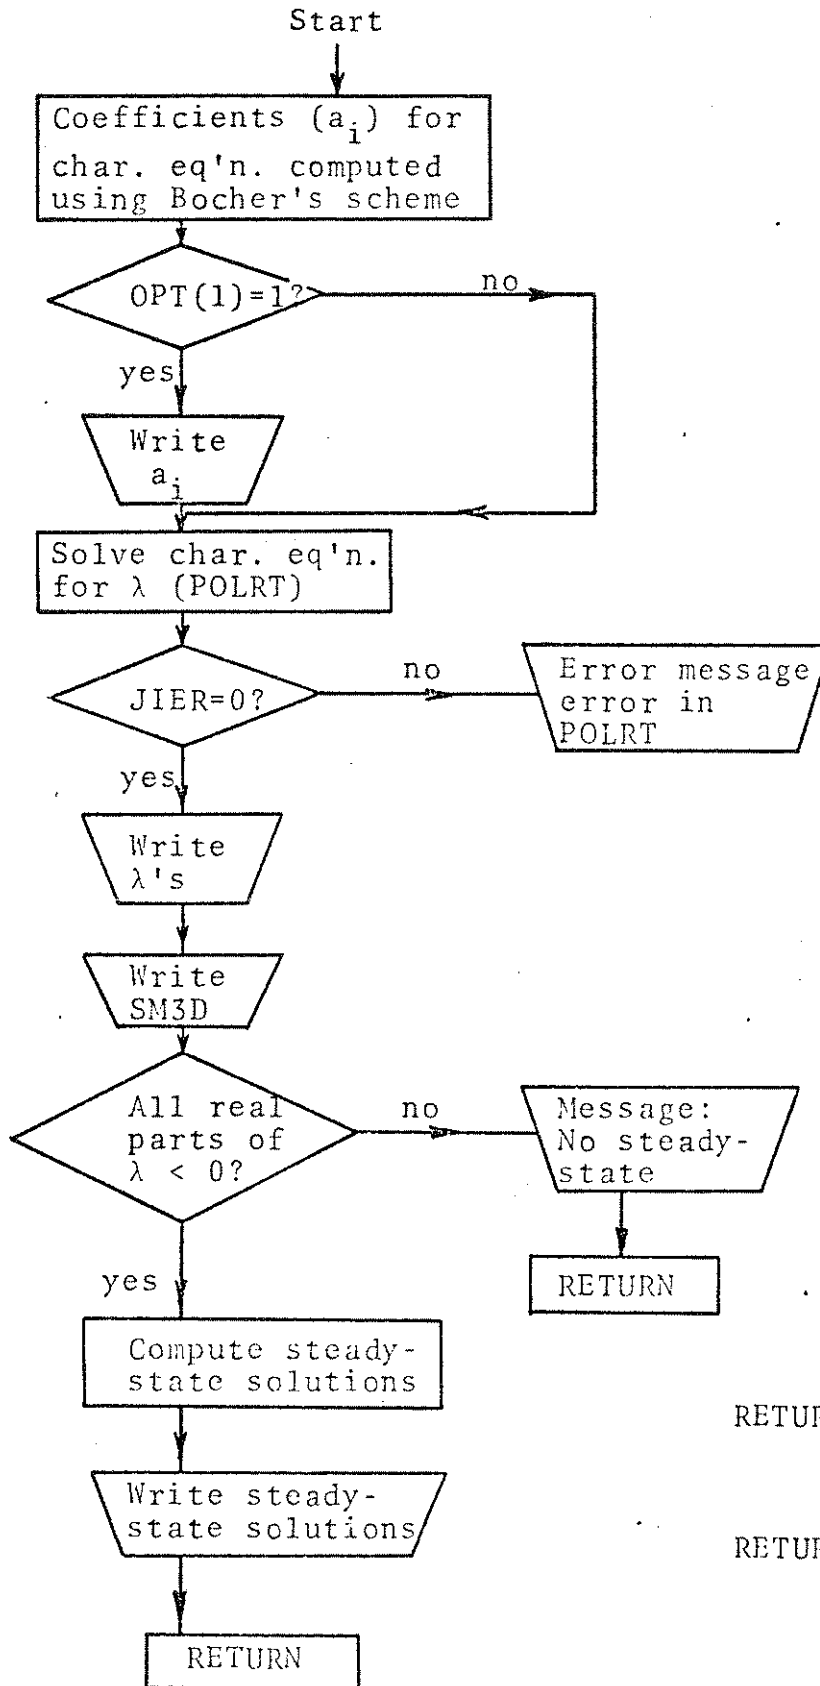 Start
Coefficients (a_i) for
char. eq'n. computed
using Bocher's scheme
OPT(1)=1?
no
yes
Write
a_i
Solve char. eq'n.
for λ (POLRT)
JIER=0?
no
Error message
error in
POLRT
yes
Write
λ's
Write
SM3D
All real
parts of
λ < 0?
no
Message:
No steady-
state
RETURN
yes
Compute steady-
state solutions
RETUR
Write steady-
state solutions
RETUR
RETURN